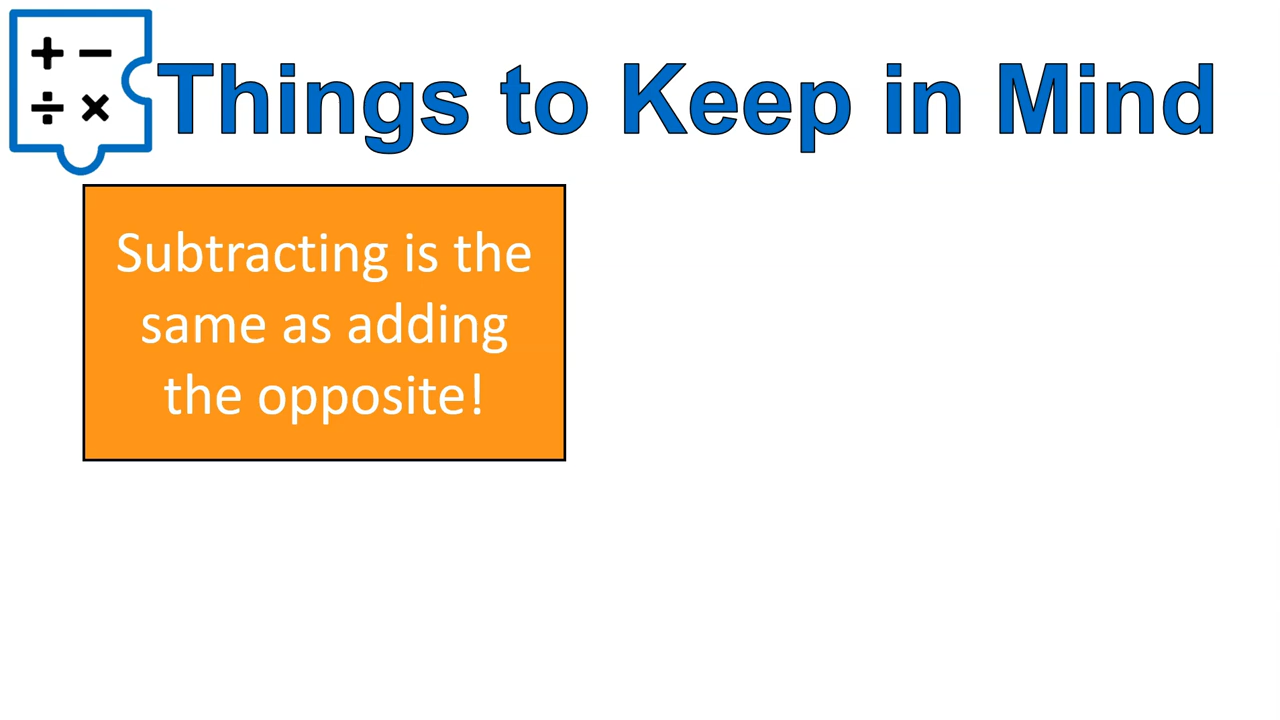 + −
÷ ×
Things to Keep in Mind
Subtracting is the
same as adding
the opposite!